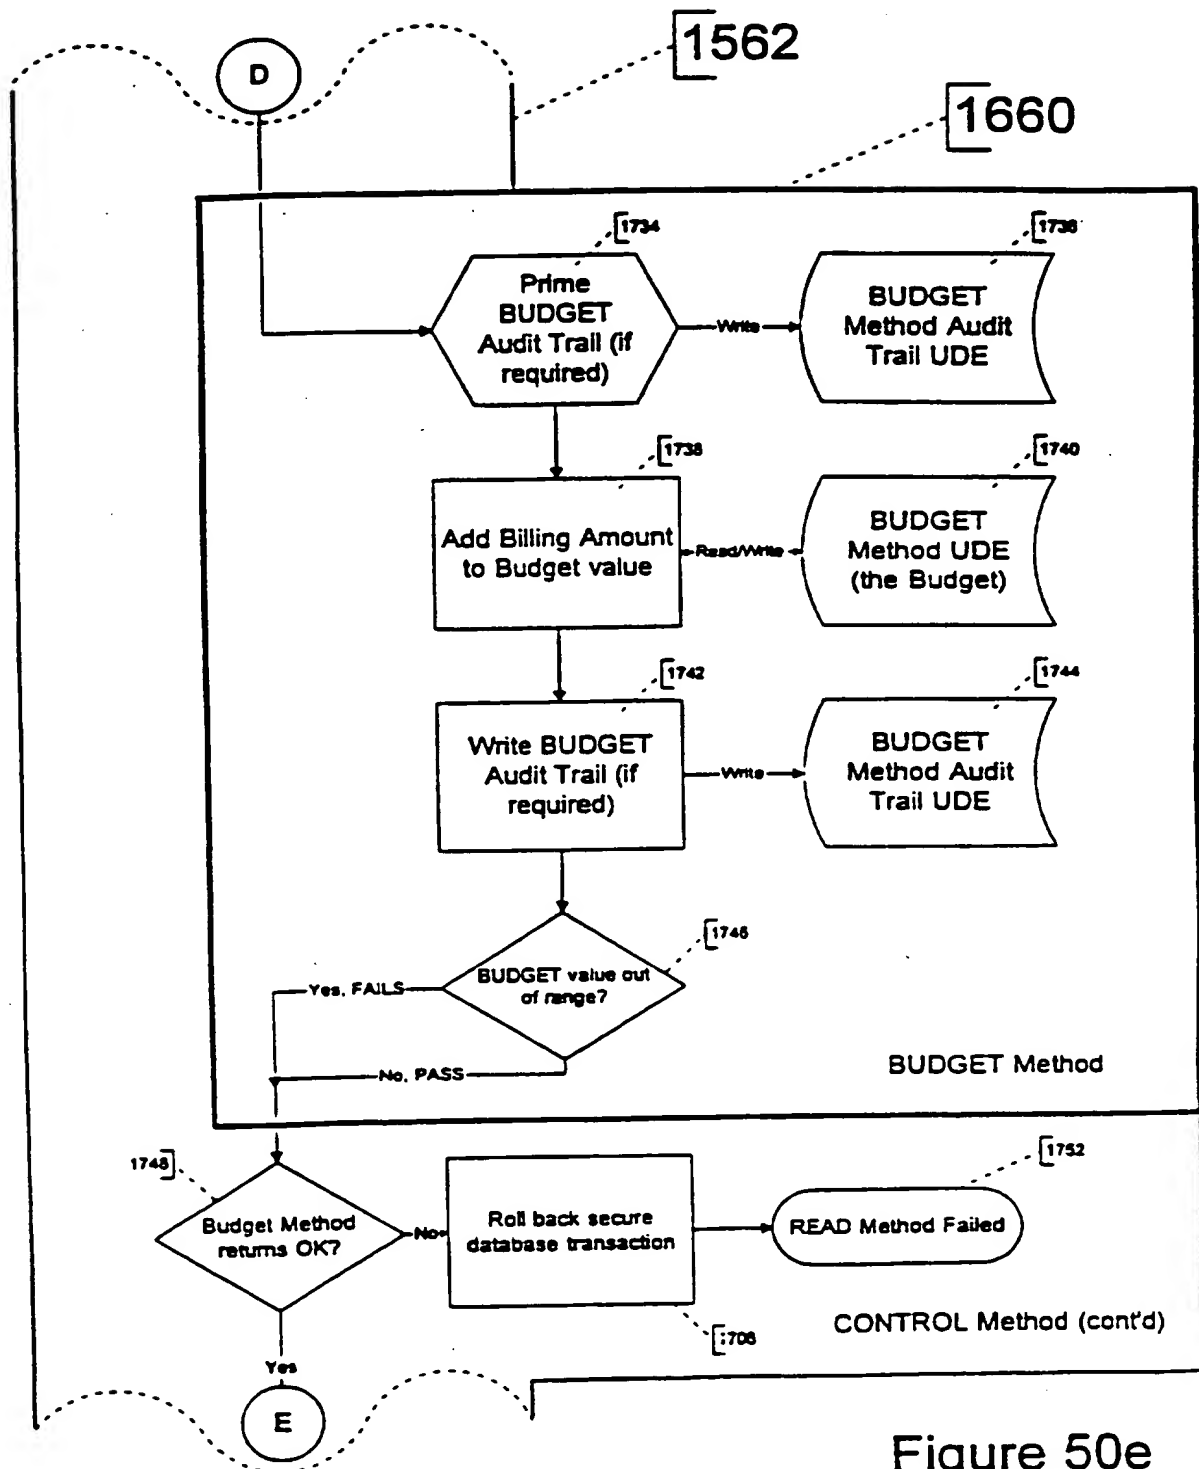 1562
D
1660
1734
Prime
BUDGET
Audit Trail (if
required)
Write
1736
BUDGET
Method Audit
Trail UDE
1738
Add Billing Amount
to Budget value
Read/Write
1740
BUDGET
Method UDE
(the Budget)
1742
Write BUDGET
Audit Trail (if
required)
Write
1744
BUDGET
Method Audit
Trail UDE
1746
BUDGET value out
of range?
Yes, FAILS
No, PASS
BUDGET Method
1748
Budget Method
returns OK?
No
Roll back secure
database transaction
1752
READ Method Failed
CONTROL Method (cont'd)
Yes
E
Figure 50e